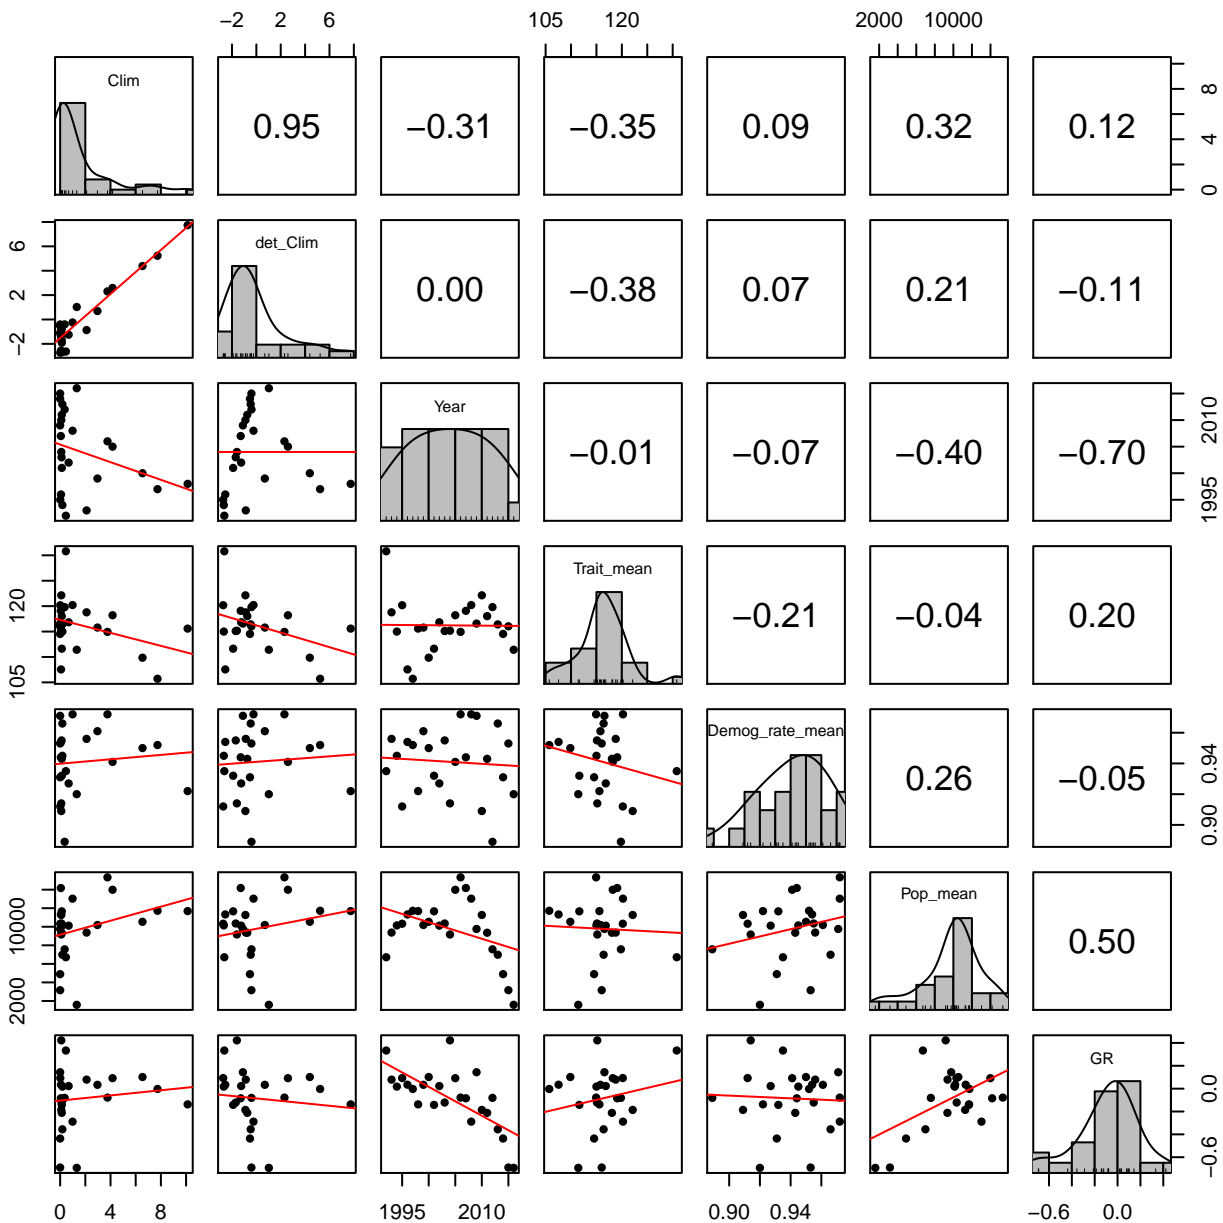 −2 2 6 105 120 2000 10000
Clim 0.95 −0.31 −0.35 0.09 0.32 0.12 0 4 8
−2 2 6 det_Clim 0.00 −0.38 0.07 0.21 −0.11
Year −0.01 −0.07 −0.40 −0.70 1995 2010
105 120 Trait_mean −0.21 −0.04 0.20
Demog_rate_mean 0.26 −0.05 0.90 0.94
2000 10000 Pop_mean 0.50
GR −0.6 0.0
0 4 8 1995 2010 0.90 0.94 −0.6 0.0